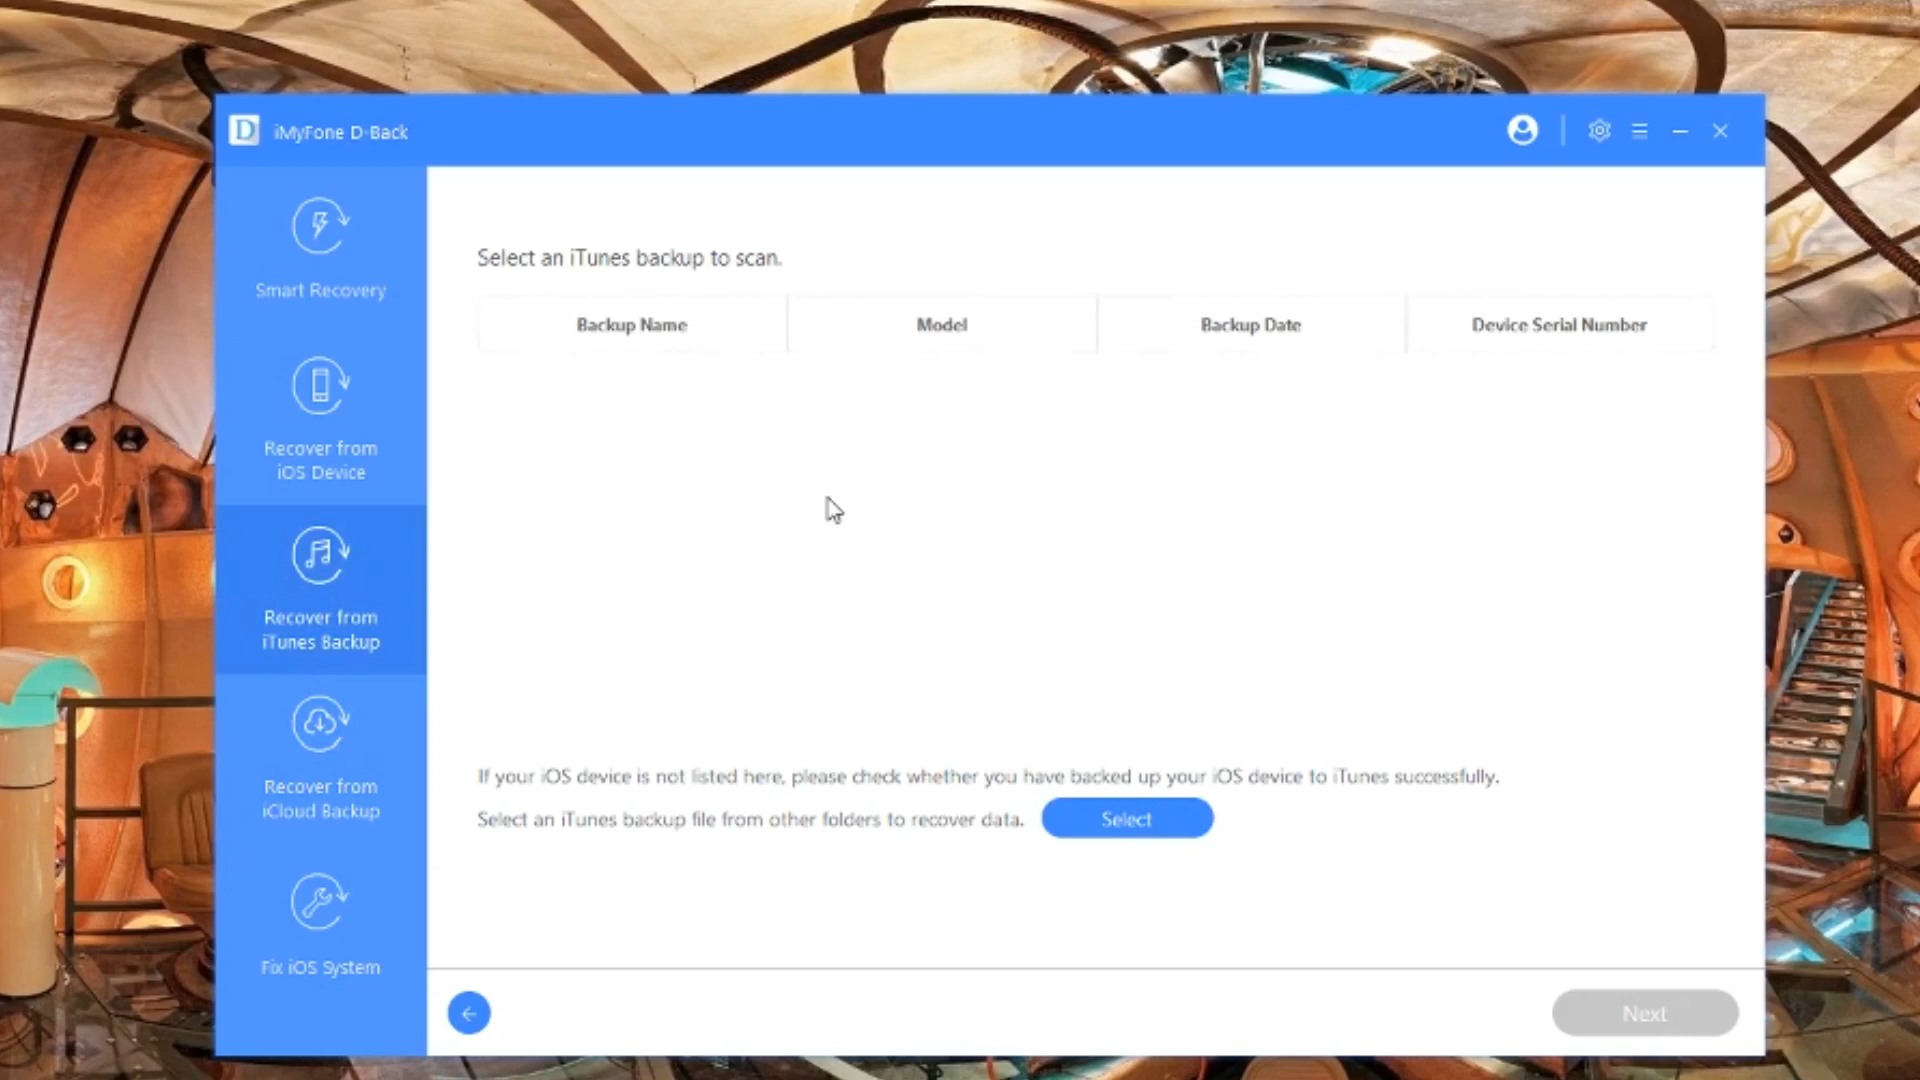 D iMyFone D-Back
Smart Recovery
Recover from
iOS Device
Recover from
iTunes Backup
Recover from
iCloud Backup
Fix iOS System
Select an iTunes backup to scan.
Backup Name Model Backup Date Device Serial Number
If your iOS device is not listed here, please check whether you have backed up your iOS device to iTunes successfully.
Select an iTunes backup file from other folders to recover data. Select
Next